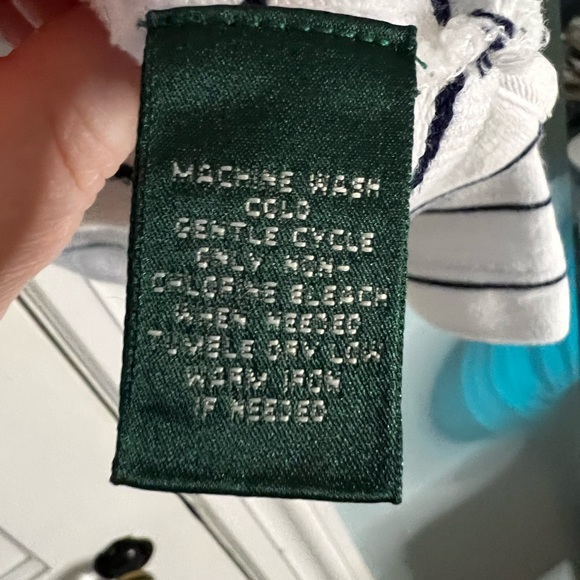 MACHINE WASH
COLD
GENTLE CYCLE
ONLY NON-
CHLORINE BLEACH
WHEN NEEDED
TUMBLE DRY LOW
WARM IRON
IF NEEDED